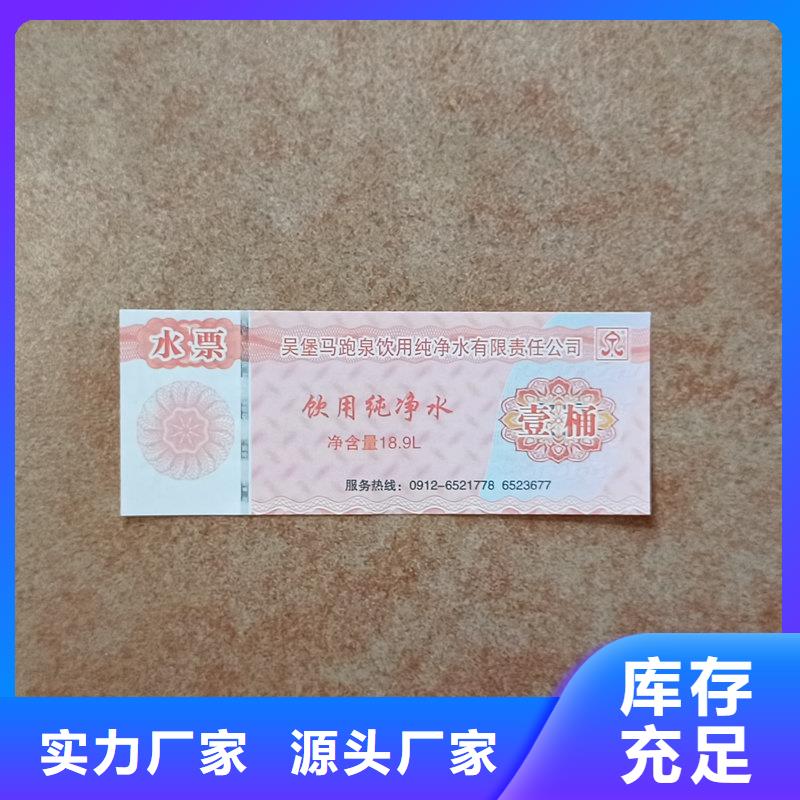 水票
吴堡马跑泉饮用纯净水有限责任公司
饮用纯净水
净含量18.9L
壹桶
服务热线：0912-6521778 6523677
库存
充足
实力厂家 源头厂家